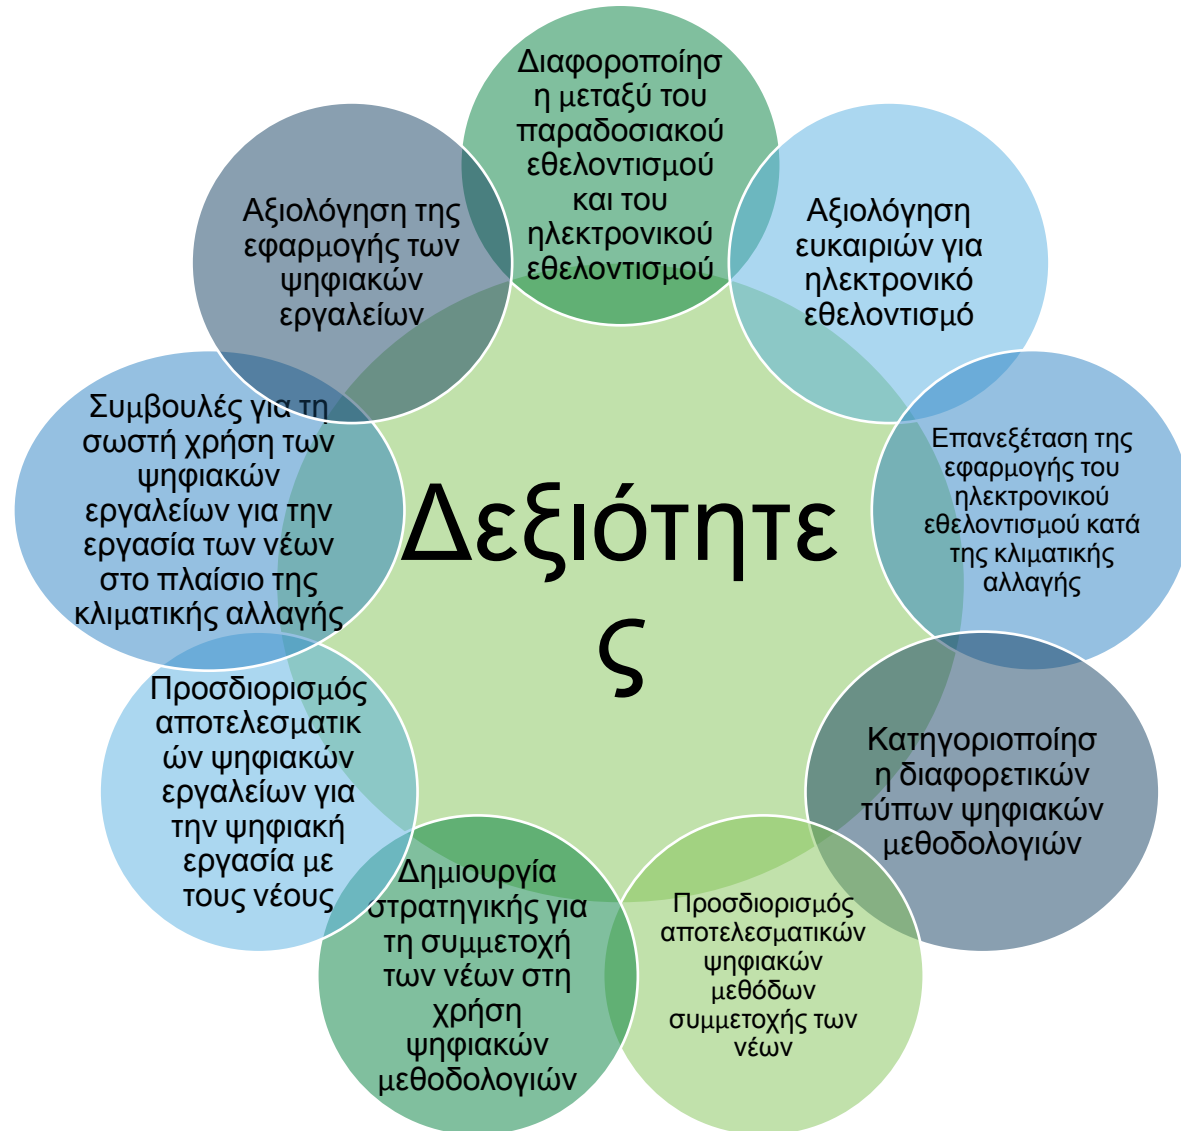 Διαφοροποίησ
η μεταξύ του
παραδοσιακού
εθελοντισμού
και του
ηλεκτρονικού
εθελοντισμού
Αξιολόγηση
ευκαιριών για
ηλεκτρονικό
εθελοντισμό
Επανεξέταση της
εφαρμογής του
ηλεκτρονικού
εθελοντισμού κατά
της κλιματικής
αλλαγής
Κατηγοριοποίησ
η διαφορετικών
τύπων ψηφιακών
μεθοδολογιών
Προσδιορισμός
αποτελεσματικών
ψηφιακών
μεθόδων
συμμετοχής των
νέων
Δημιουργία
στρατηγικής για
τη συμμετοχή
των νέων στη
χρήση
ψηφιακών
μεθοδολογιών
Προσδιορισμός
αποτελεσματικ
ών ψηφιακών
εργαλείων για
την ψηφιακή
εργασία με
τους νέους
Συμβουλές για τη
σωστή χρήση των
ψηφιακών
εργαλείων για την
εργασία των νέων
στο πλαίσιο της
κλιματικής αλλαγής
Αξιολόγηση της
εφαρμογής των
ψηφιακών
εργαλείων
Δεξιότητε
ς